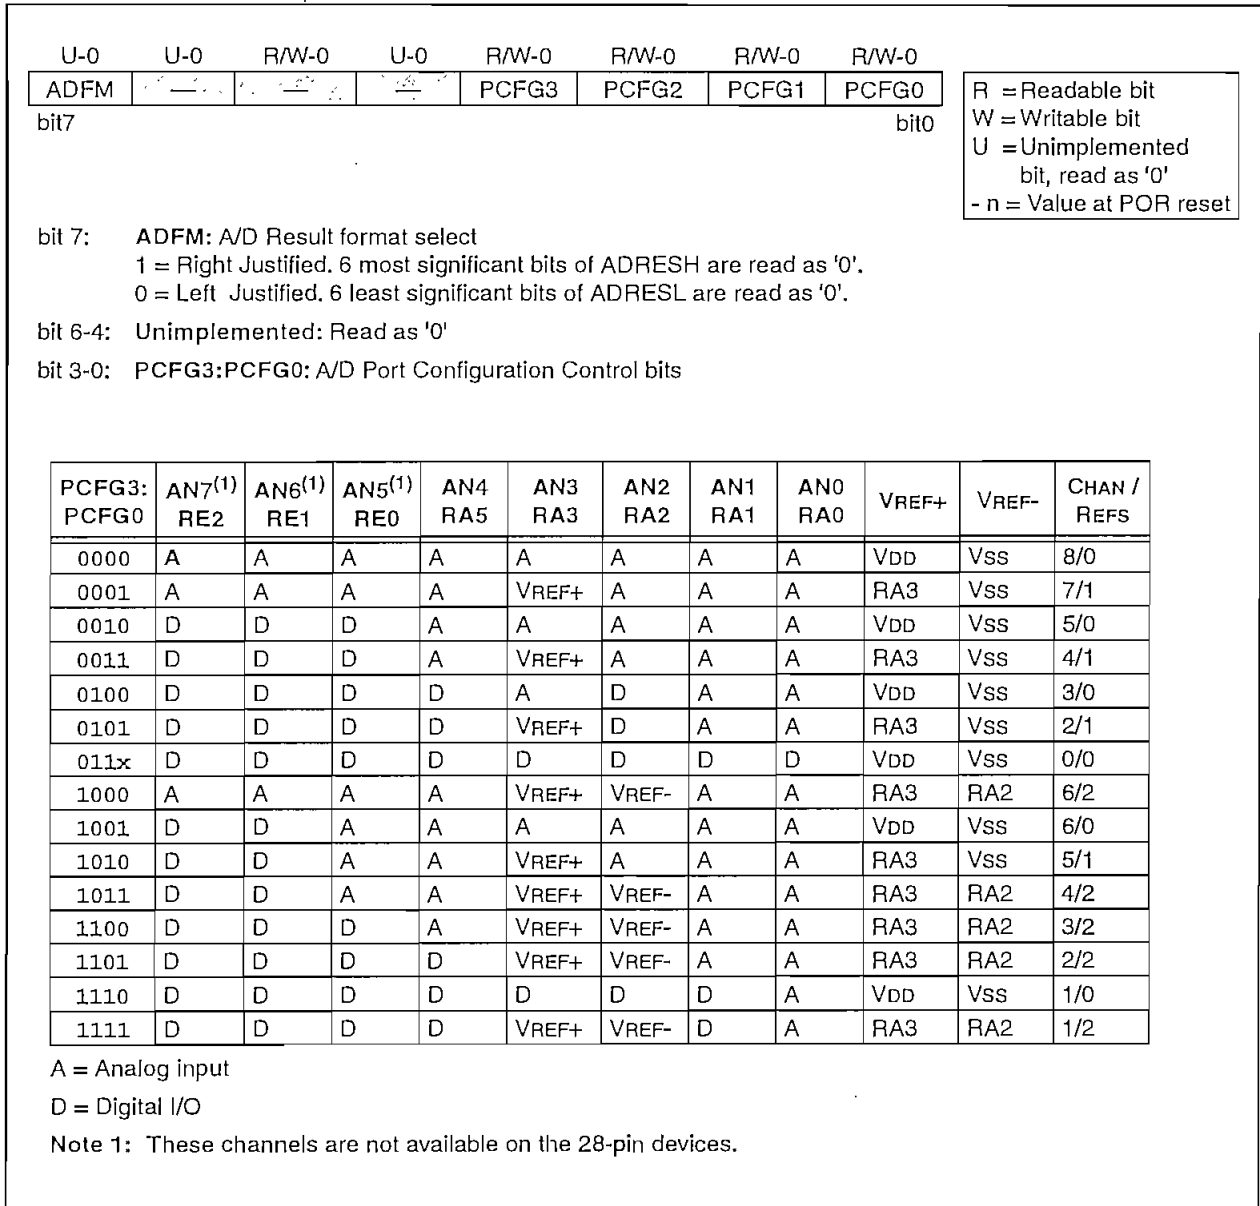 U-0 U-0 R/W-0 U-0 R/W-0 R/W-0 R/W-0 R/W-0
ADFM — — — PCFG3 PCFG2 PCFG1 PCFG0
bit7 bit0
R = Readable bit
W = Writable bit
U = Unimplemented
bit, read as '0'
- n = Value at POR reset
bit 7: ADFM: A/D Result format select
1 = Right Justified. 6 most significant bits of ADRESH are read as '0'.
0 = Left Justified. 6 least significant bits of ADRESL are read as '0'.
bit 6-4: Unimplemented: Read as '0'
bit 3-0: PCFG3:PCFG0: A/D Port Configuration Control bits
PCFG3: AN7(1) AN6(1) AN5(1) AN4 AN3 AN2 AN1 AN0 VREF+ VREF- CHAN /
PCFG0 RE2 RE1 RE0 RA5 RA3 RA2 RA1 RA0 REFS
0000 A A A A A A A A VDD VSS 8/0
0001 A A A A VREF+ A A A RA3 VSS 7/1
0010 D D D A A A A A VDD VSS 5/0
0011 D D D A VREF+ A A A RA3 VSS 4/1
0100 D D D D A D A A VDD VSS 3/0
0101 D D D D VREF+ D A A RA3 VSS 2/1
011x D D D D D D D D VDD VSS 0/0
1000 A A A A VREF+ VREF- A A RA3 RA2 6/2
1001 D D A A A A A A VDD VSS 6/0
1010 D D A A VREF+ A A A RA3 VSS 5/1
1011 D D A A VREF+ VREF- A A RA3 RA2 4/2
1100 D D D A VREF+ VREF- A A RA3 RA2 3/2
1101 D D D D VREF+ VREF- A A RA3 RA2 2/2
1110 D D D D D D D A VDD VSS 1/0
1111 D D D D VREF+ VREF- D A RA3 RA2 1/2
A = Analog input
D = Digital I/O
Note 1: These channels are not available on the 28-pin devices.